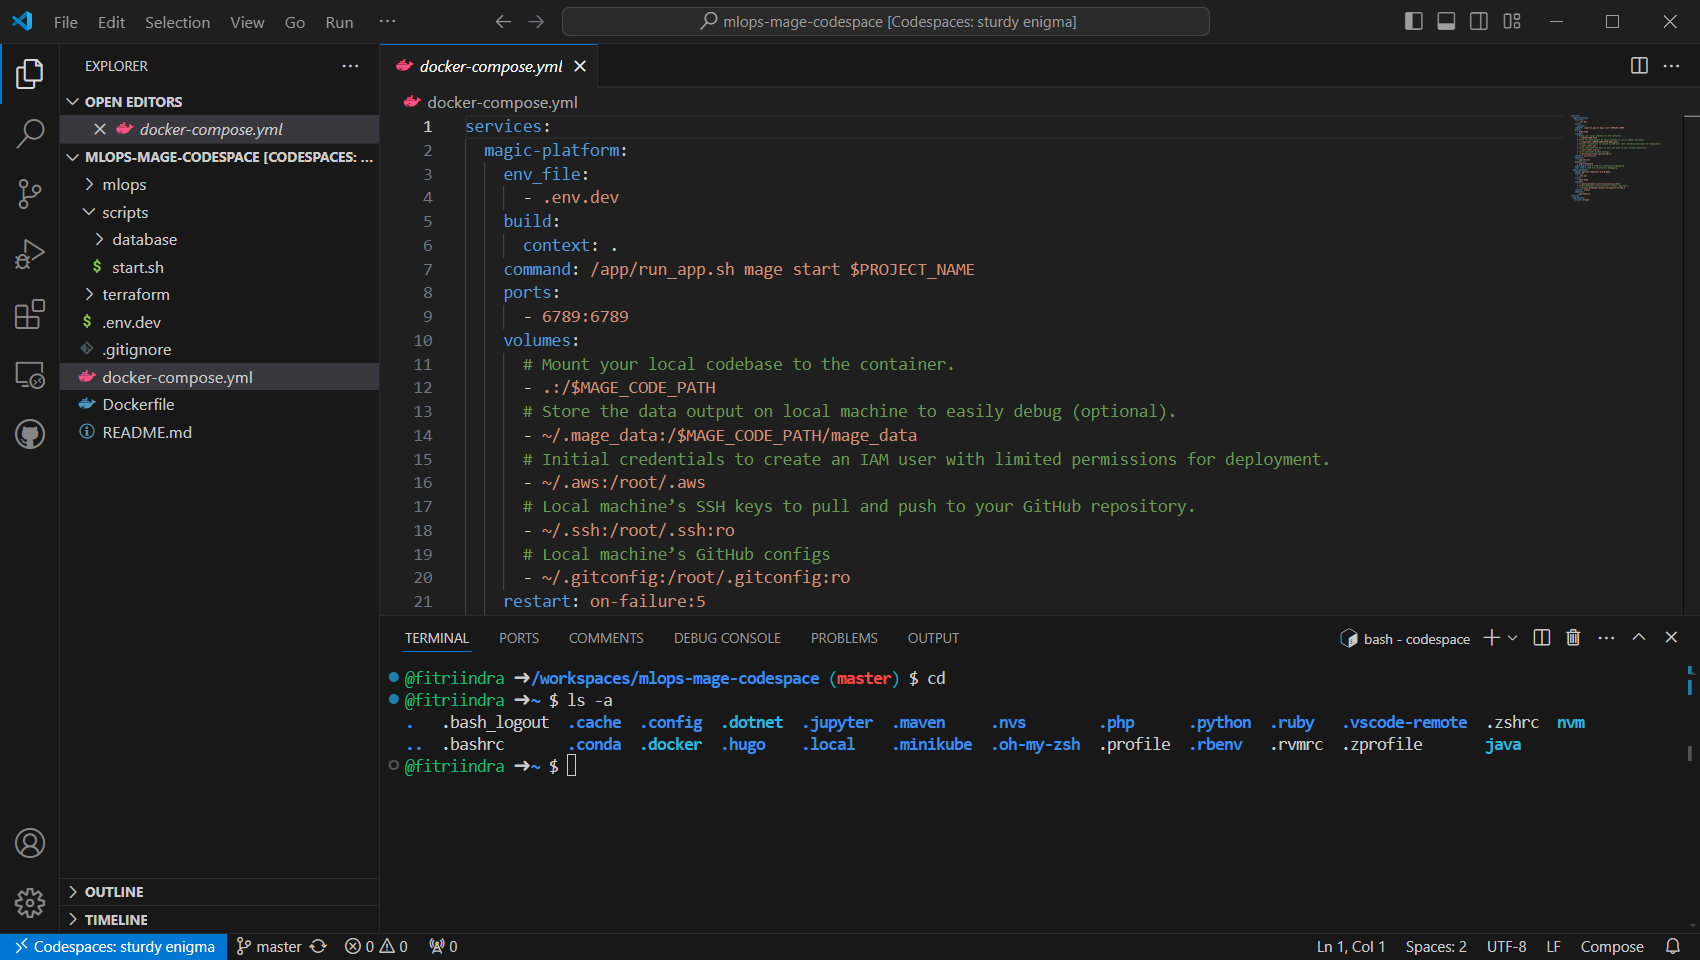 File Edit Selection View Go Run ···
mlops-mage-codespace [Codespaces: sturdy enigma]
EXPLORER
OPEN EDITORS
docker-compose.yml
MLOPS-MAGE-CODESPACE [CODESPACES: ...
mlops
scripts
database
$ start.sh
terraform
$ .env.dev
.gitignore
docker-compose.yml
Dockerfile
README.md
OUTLINE
TIMELINE
docker-compose.yml
docker-compose.yml
1 services:
2 magic-platform:
3 env_file:
4 - .env.dev
5 build:
6 context: .
7 command: /app/run_app.sh mage start $PROJECT_NAME
8 ports:
9 - 6789:6789
10 volumes:
11 # Mount your local codebase to the container.
12 - .:/$MAGE_CODE_PATH
13 # Store the data output on local machine to easily debug (optional).
14 - ~/.mage_data:/$MAGE_CODE_PATH/mage_data
15 # Initial credentials to create an IAM user with limited permissions for deployment.
16 - ~/.aws:/root/.aws
17 # Local machine’s SSH keys to pull and push to your GitHub repository.
18 - ~/.ssh:/root/.ssh:ro
19 # Local machine’s GitHub configs
20 - ~/.gitconfig:/root/.gitconfig:ro
21 restart: on-failure:5
TERMINAL PORTS COMMENTS DEBUG CONSOLE PROBLEMS OUTPUT
bash - codespace
@fitriindra ➜/workspaces/mlops-mage-codespace (master) $ cd
@fitriindra ➜~ $ ls -a
. .bash_logout .cache .config .dotnet .jupyter .maven .nvs .php .python .ruby .vscode-remote .zshrc nvm
.. .bashrc .conda .docker .hugo .local .minikube .oh-my-zsh .profile .rbenv .rvmrc .zprofile java
@fitriindra ➜~ $
Codespaces: sturdy enigma master 0 0 0 Ln 1, Col 1 Spaces: 2 UTF-8 LF Compose